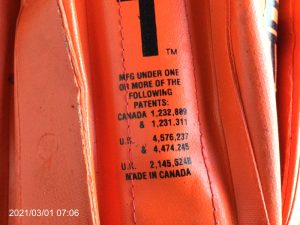 TM
MFG UNDER ONE
OR MORE OF THE
FOLLOWING
PATENTS:
CANADA 1,232,809
& 1,231,311
U.S. 4,576,237
& 4,474,245
U.K. 2,145,624B
MADE IN CANADA
2021/03/01 07:06